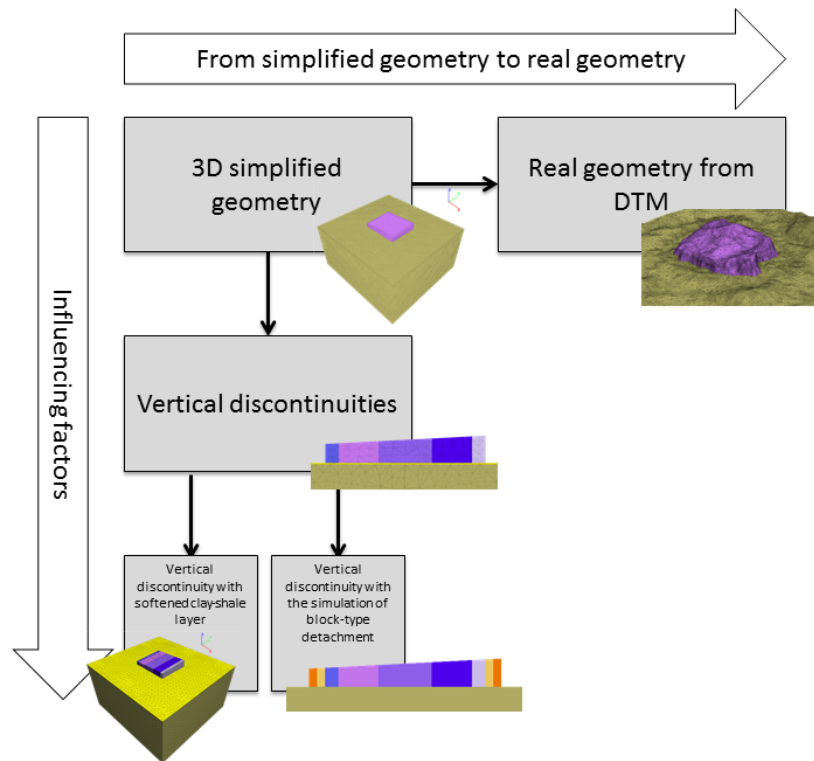 From simplified geometry to real geometry
Influencing factors
3D simplified
geometry
Real geometry from
DTM
Vertical discontinuities
Vertical
discontinuity with
softened clay-shale
layer
Vertical
discontinuity with
the simulation of
block-type
detachment